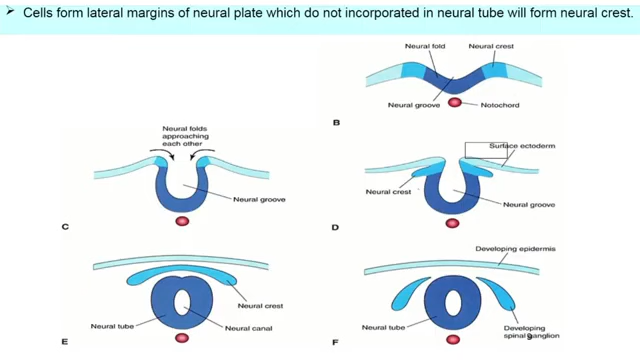 Cells form lateral margins of neural plate which do not incorporated in neural tube will form neural crest.
Neural fold
Neural crest
Neural groove
Notochord
B
Neural folds
approaching
each other
Neural groove
C
Surface ectoderm
Neural crest
Neural groove
D
Neural crest
Neural tube
Neural canal
E
Developing epidermis
Neural tube
Developing
spinal ganglion
F